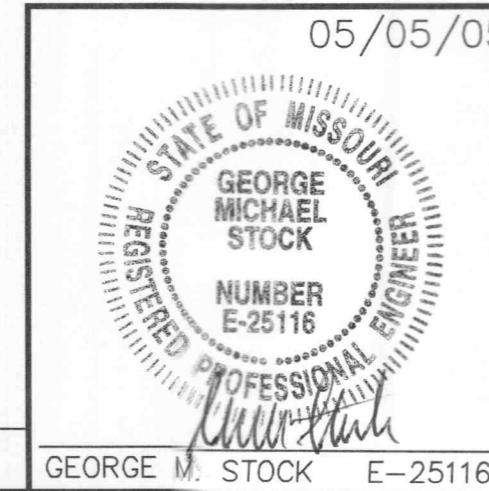 05/05/05
STATE OF MISSOURI
GEORGE
MICHAEL
STOCK
NUMBER
E-25116
REGISTERED PROFESSIONAL ENGINEER
GEORGE M. STOCK E-25116